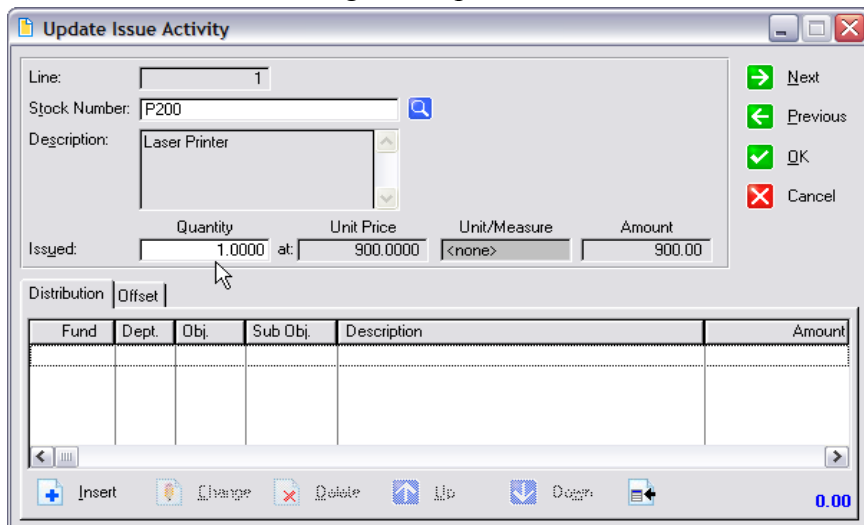 Update Issue Activity
Line: 1
Next
Stock Number: P200
Previous
Description: Laser Printer
OK
Cancel
Quantity Unit Price Unit/Measure Amount
Issued: 1.0000 at: 900.0000 <none> 900.00
Distribution Offset
Fund Dept. Obj. Sub Obj. Description Amount
Insert Change Delete Up Down 0.00